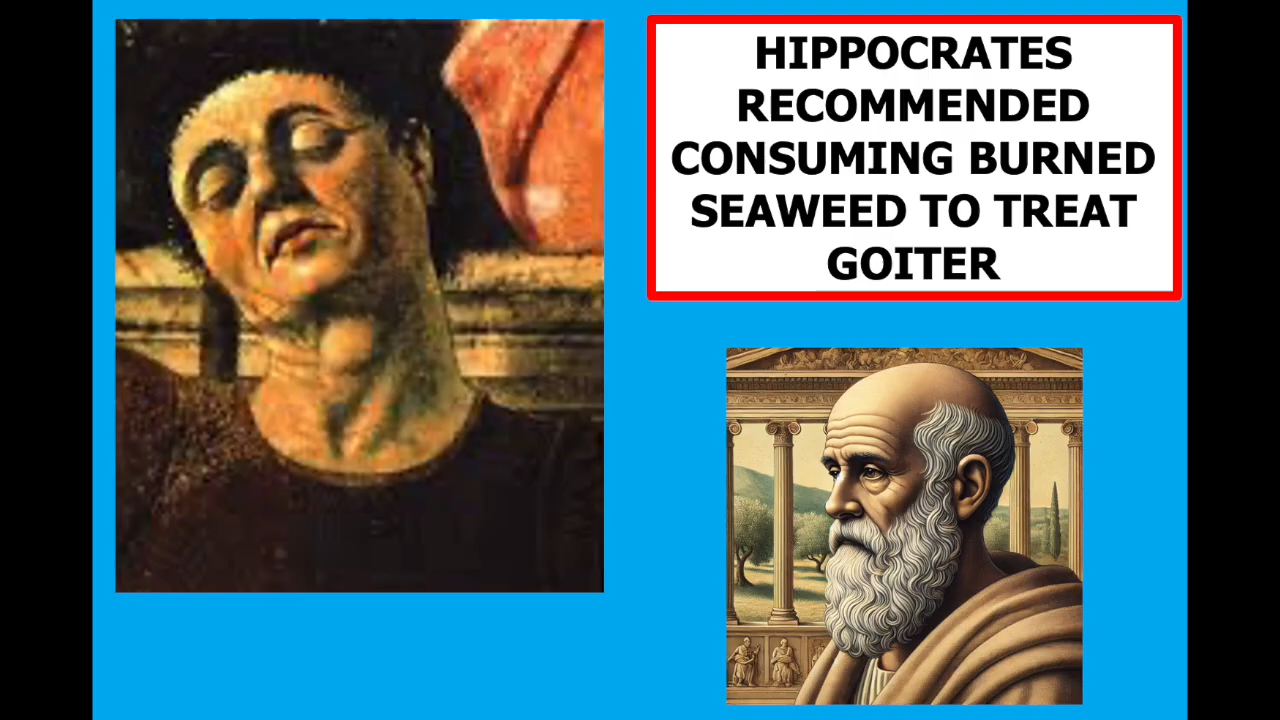 HIPPOCRATES
RECOMMENDED
CONSUMING BURNED
SEAWEED TO TREAT
GOITER